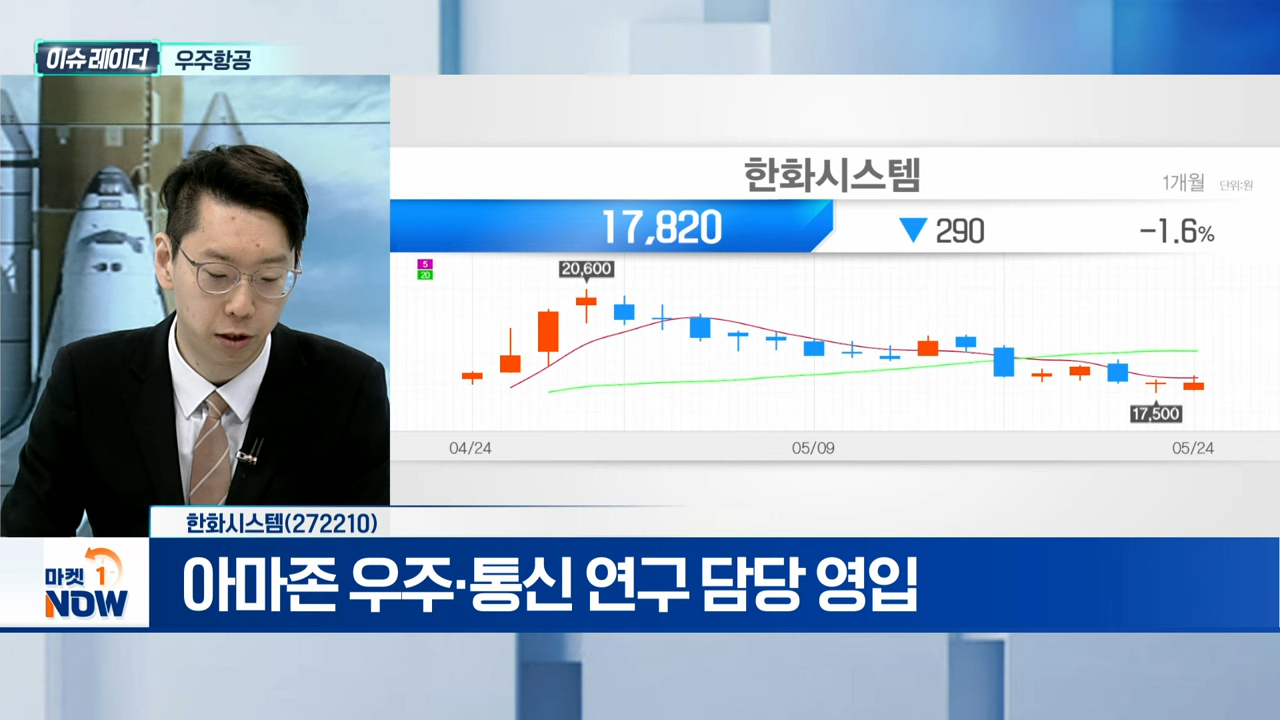 이슈 레이더 우주항공
한화시스템
1개월 단위:원
17,820 ▼ 290 -1.6%
5
20
20,600
17,500
04/24 05/09 05/24
한화시스템(272210)
마켓 1
NOW
아마존 우주·통신 연구 담당 영입